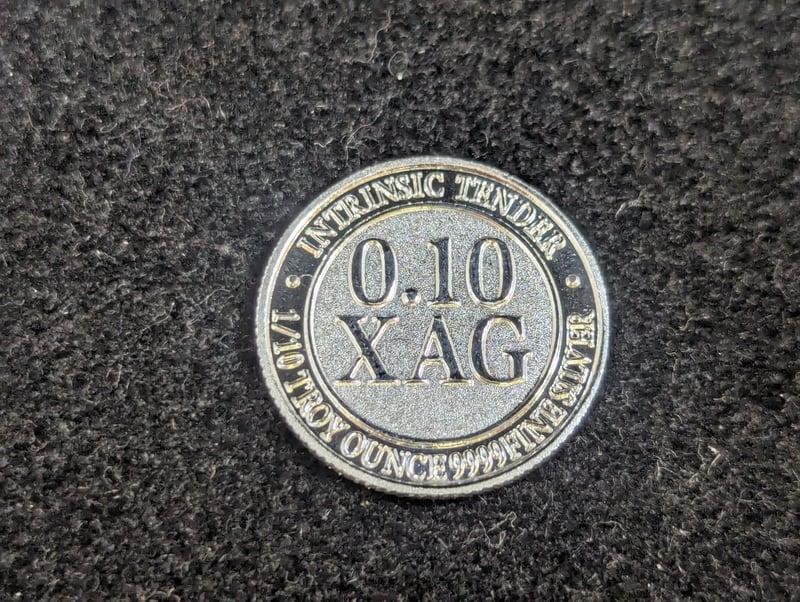 INTRINSIC TENDER
0.10
XAG
1/10 TROY OUNCE 9999 FINE SILVER